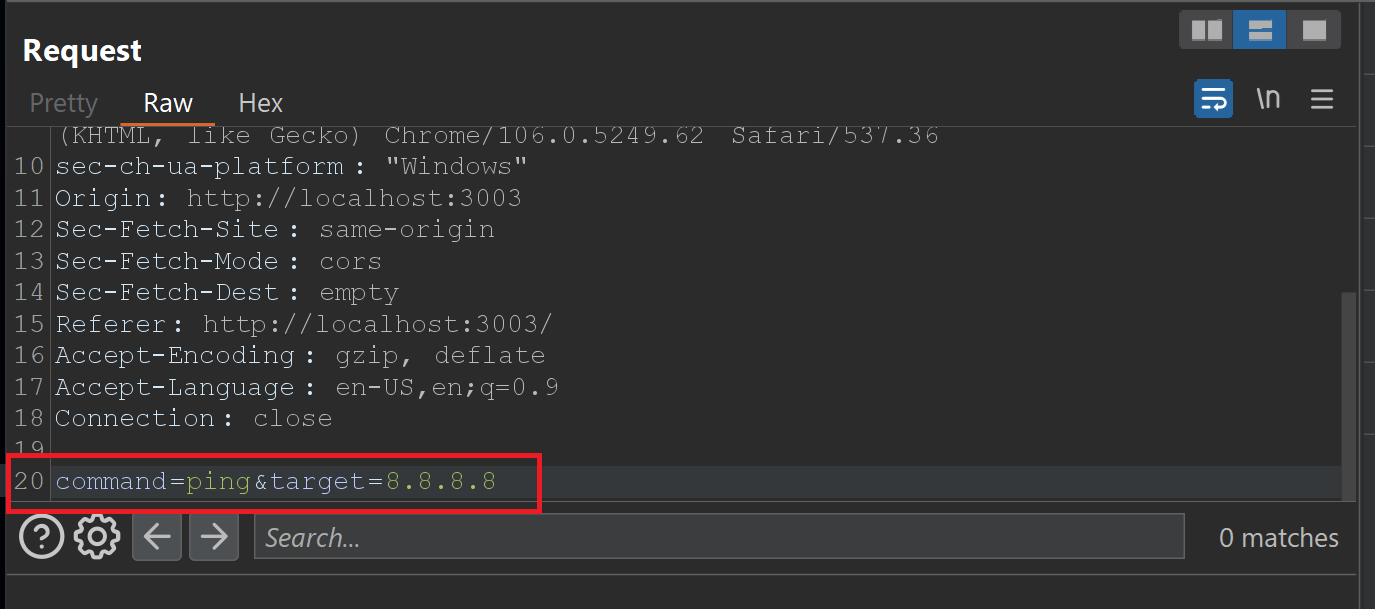 Request
Pretty Raw Hex
\n
(KHTML, like Gecko) Chrome/106.0.5249.62 Safari/537.36
10 sec-ch-ua-platform : "Windows"
11 Origin : http://localhost:3003
12 Sec-Fetch-Site : same-origin
13 Sec-Fetch-Mode : cors
14 Sec-Fetch-Dest : empty
15 Referer : http://localhost:3003/
16 Accept-Encoding : gzip, deflate
17 Accept-Language : en-US,en;q=0.9
18 Connection : close
19
20 command=ping&target=8.8.8.8
? Search... 0 matches